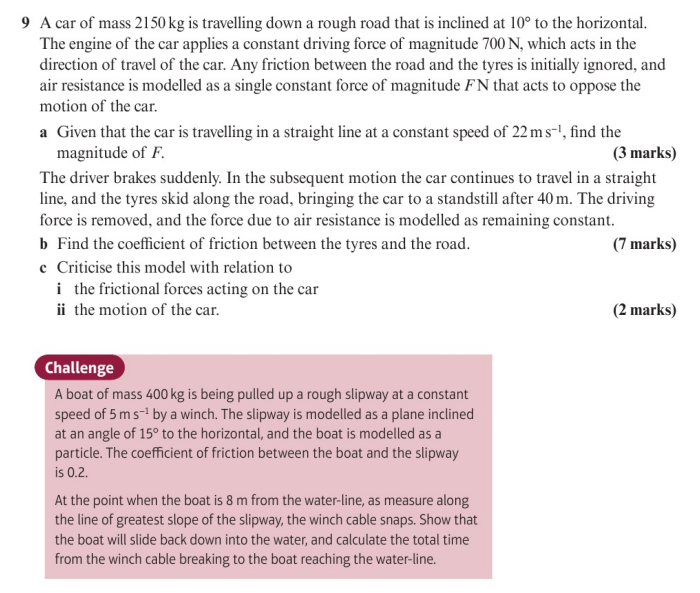 9 A car of mass 2150 kg is travelling down a rough road that is inclined at 10° to the horizontal.
The engine of the car applies a constant driving force of magnitude 700 N, which acts in the
direction of travel of the car. Any friction between the road and the tyres is initially ignored, and
air resistance is modelled as a single constant force of magnitude F N that acts to oppose the
motion of the car.
a Given that the car is travelling in a straight line at a constant speed of 22 m s⁻¹, find the
magnitude of F. (3 marks)
The driver brakes suddenly. In the subsequent motion the car continues to travel in a straight
line, and the tyres skid along the road, bringing the car to a standstill after 40 m. The driving
force is removed, and the force due to air resistance is modelled as remaining constant.
b Find the coefficient of friction between the tyres and the road. (7 marks)
c Criticise this model with relation to
i the frictional forces acting on the car
ii the motion of the car. (2 marks)
Challenge
A boat of mass 400 kg is being pulled up a rough slipway at a constant
speed of 5 m s⁻¹ by a winch. The slipway is modelled as a plane inclined
at an angle of 15° to the horizontal, and the boat is modelled as a
particle. The coefficient of friction between the boat and the slipway
is 0.2.
At the point when the boat is 8 m from the water-line, as measure along
the line of greatest slope of the slipway, the winch cable snaps. Show that
the boat will slide back down into the water, and calculate the total time
from the winch cable breaking to the boat reaching the water-line.